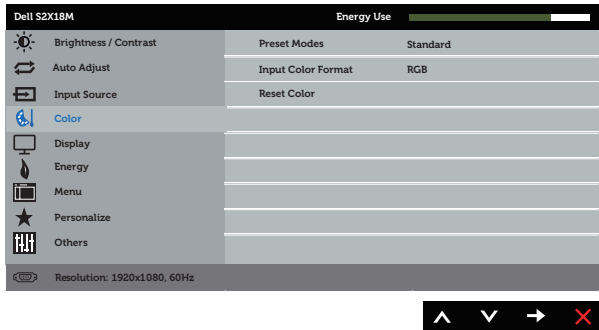 Dell S2X18M Energy Use
Brightness / Contrast Preset Modes Standard
Auto Adjust Input Color Format RGB
Input Source Reset Color
Color
Display
Energy
Menu
Personalize
Others
Resolution: 1920x1080, 60Hz